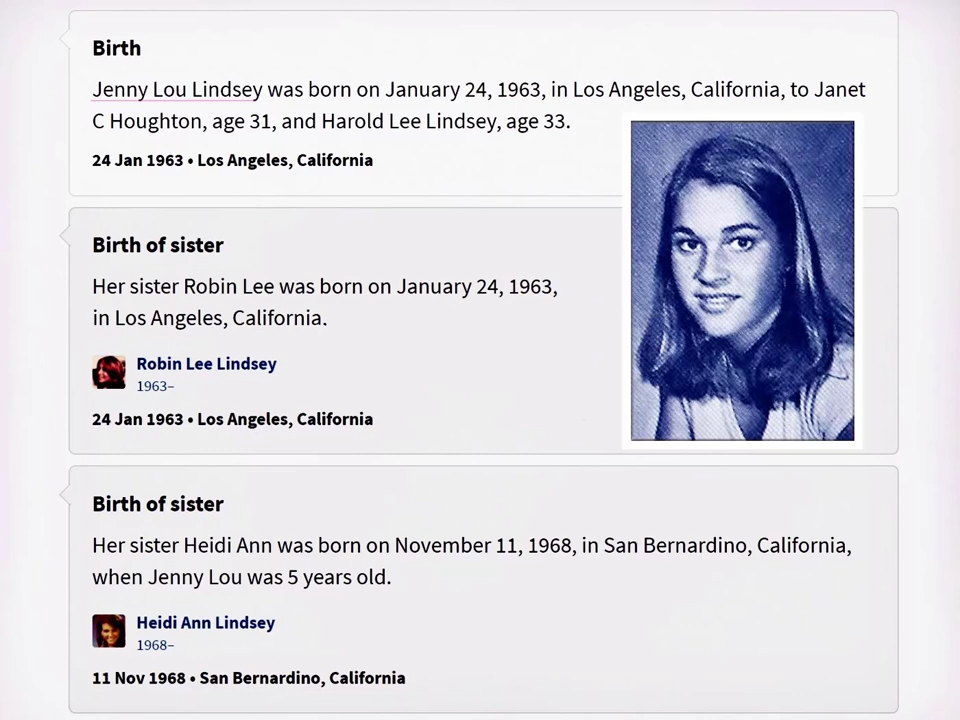 Birth
Jenny Lou Lindsey was born on January 24, 1963, in Los Angeles, California, to Janet
C Houghton, age 31, and Harold Lee Lindsey, age 33.
24 Jan 1963 • Los Angeles, California
Birth of sister
Her sister Robin Lee was born on January 24, 1963,
in Los Angeles, California.
Robin Lee Lindsey
1963–
24 Jan 1963 • Los Angeles, California
Birth of sister
Her sister Heidi Ann was born on November 11, 1968, in San Bernardino, California,
when Jenny Lou was 5 years old.
Heidi Ann Lindsey
1968–
11 Nov 1968 • San Bernardino, California